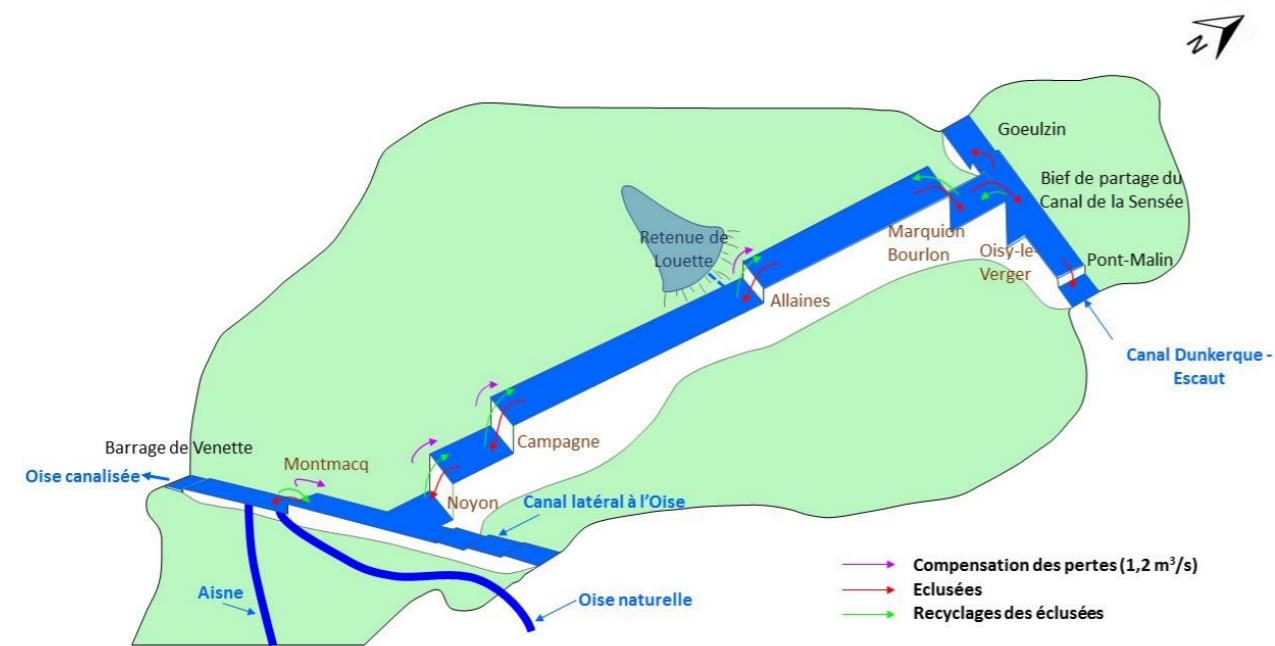 N
Goeulzin
Bief de partage du
Canal de la Sensée
Retenue de
Louette
Marquion
Bourlon
Oisy-le-
Verger
Pont-Malin
Allaines
Canal Dunkerque -
Escaut
Campagne
Barrage de Venette
Montmacq
Oise canalisée
Noyon
Canal latéral à l’Oise
Compensation des pertes (1,2 m³/s)
Eclusées
Recyclages des éclusées
Aisne
Oise naturelle